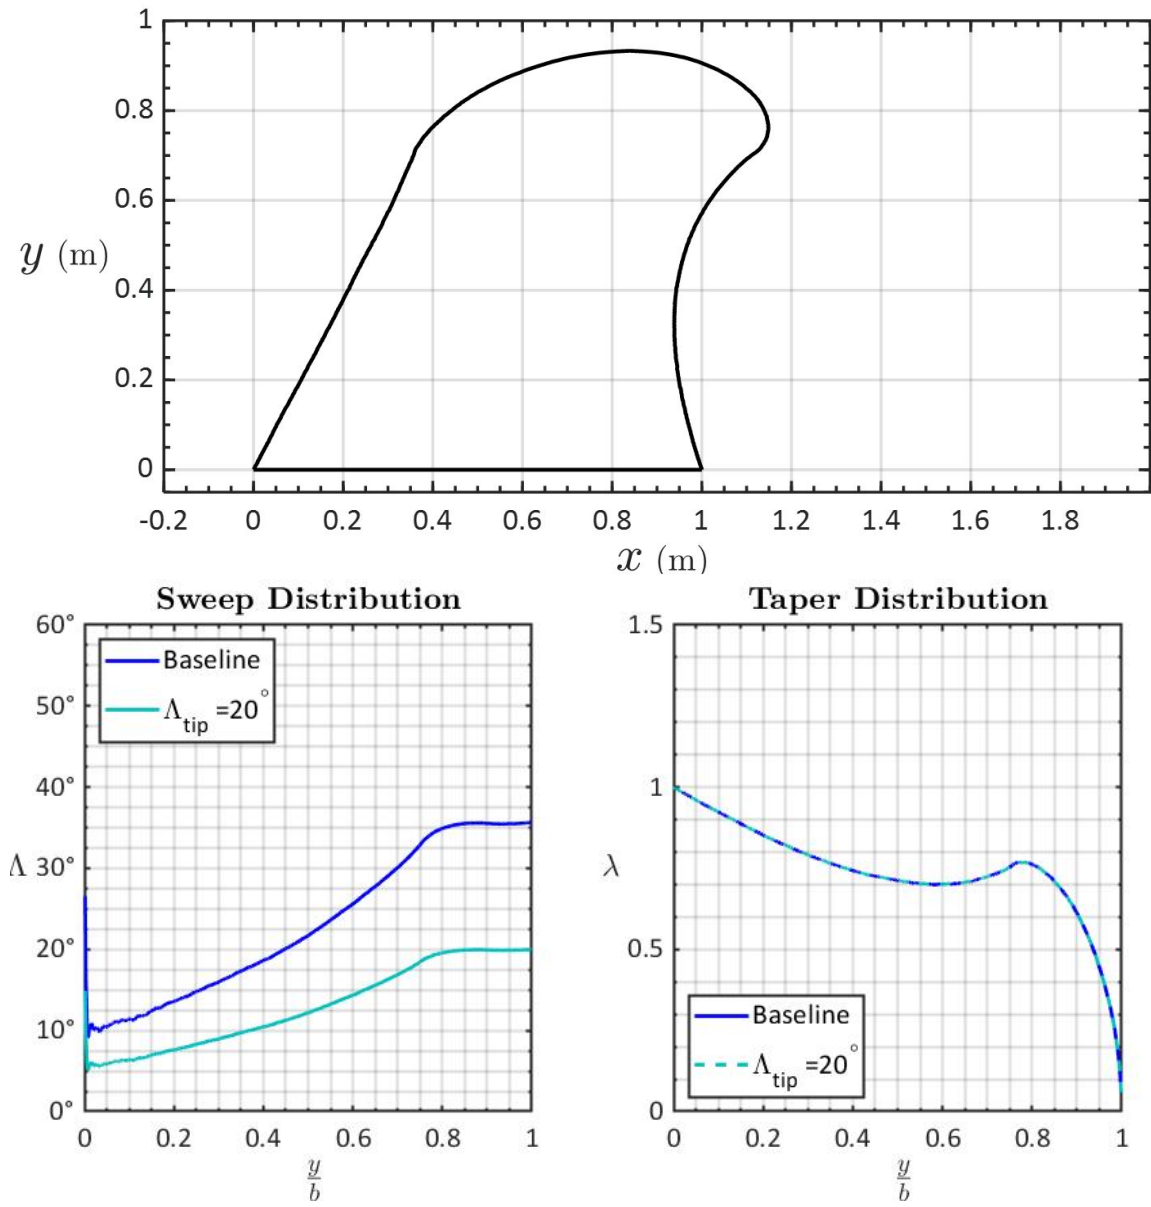 1
0.8
0.6
y (m)
0.4
0.2
0
-0.2 0 0.2 0.4 0.6 0.8 1 1.2 1.4 1.6 1.8
x (m)
Sweep Distribution
60°
50°
40°
Λ 30°
20°
10°
0°
Baseline
Λtip =20°
0 0.2 0.4 0.6 0.8 1
y
b
Taper Distribution
1.5
1
λ
0.5
0
Baseline
Λtip =20°
0 0.2 0.4 0.6 0.8 1
y
b